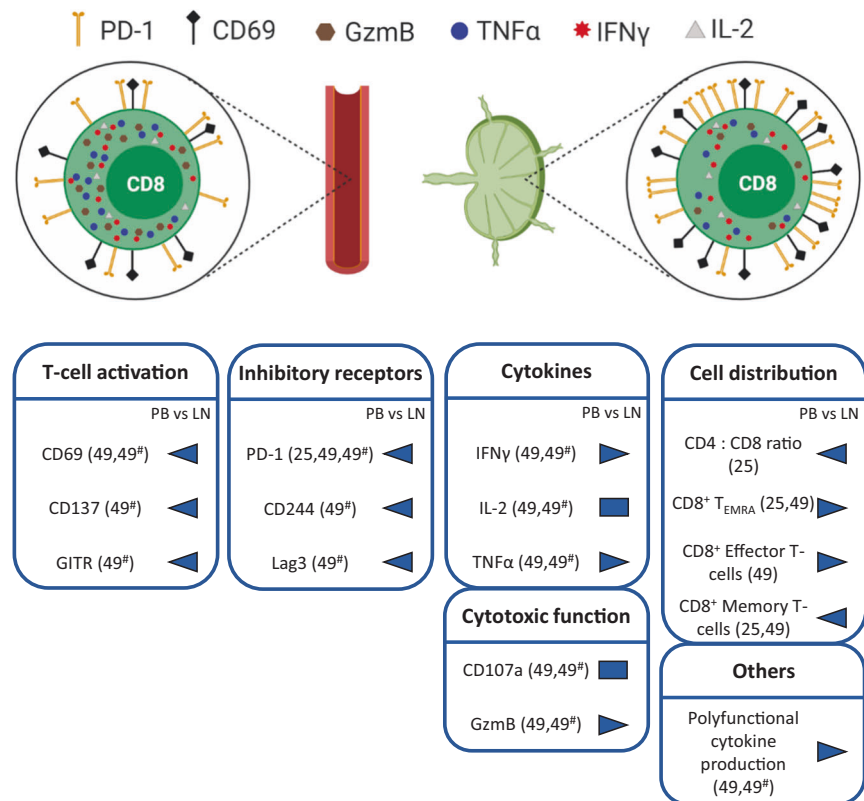 PD-1 CD69 GzmB TNFα IFNγ IL-2
CD8
CD8
T-cell activation
PB vs LN
CD69 (49,49#)
CD137 (49#)
GITR (49#)
Inhibitory receptors
PB vs LN
PD-1 (25,49,49#)
CD244 (49#)
Lag3 (49#)
Cytokines
PB vs LN
IFNγ (49,49#)
IL-2 (49,49#)
TNFα (49,49#)
Cytotoxic function
CD107a (49,49#)
GzmB (49,49#)
Cell distribution
PB vs LN
CD4 : CD8 ratio
(25)
CD8+ TEMRA (25,49)
CD8+ Effector T-
cells (49)
CD8+ Memory T-
cells (25,49)
Others
Polyfunctional
cytokine
production
(49,49#)